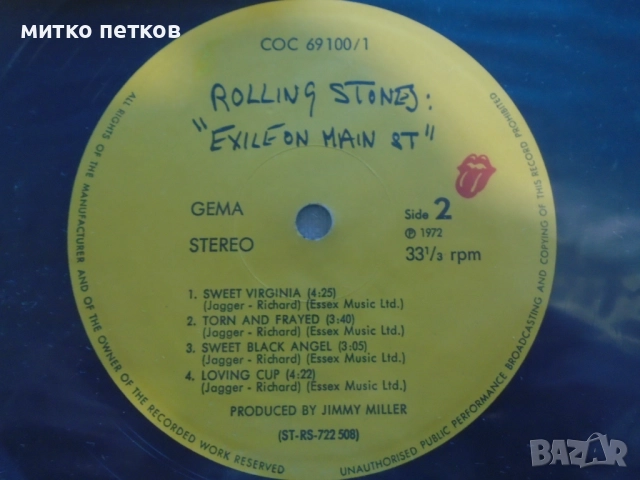 митко петков
COC 69100/1
ROLLING STONES:
"EXILE ON MAIN ST"
GEMA
STEREO
Side 2
℗ 1972
33 1/3 rpm
1. SWEET VIRGINIA (4:25)
(Jagger - Richard) (Essex Music Ltd.)
2. TORN AND FRAYED (3:40)
(Jagger - Richard) (Essex Music Ltd.)
3. SWEET BLACK ANGEL (3:05)
(Jagger - Richard) (Essex Music Ltd.)
4. LOVING CUP (4:22)
(Jagger - Richard) (Essex Music Ltd.)
PRODUCED BY JIMMY MILLER
(ST-RS-722 508)
ALL RIGHTS OF THE MANUFACTURER AND OF THE OWNER OF THE RECORDED WORK RESERVED
UNAUTHORISED PUBLIC PERFORMANCE BROADCASTING AND COPYING OF THIS RECORD PROHIBITED
BAZAR